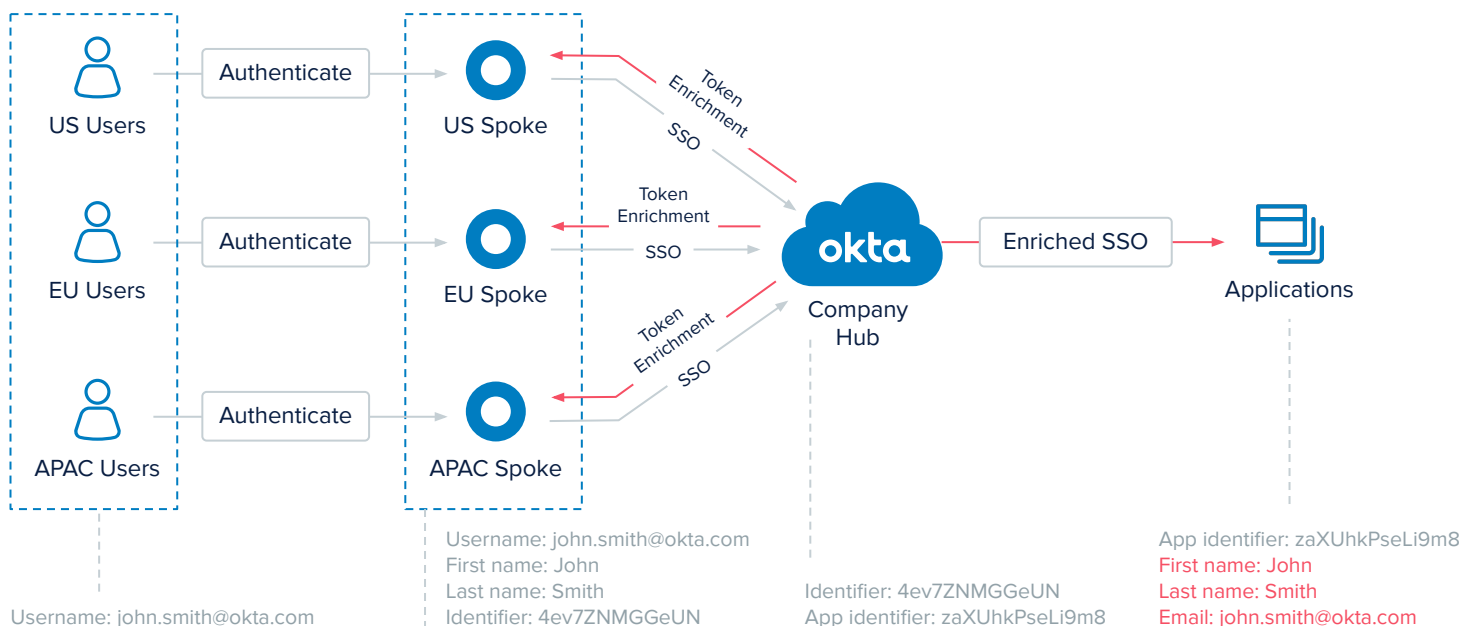 US Users
Authenticate
US Spoke
Token
Enrichment
SSO
EU Users
Authenticate
EU Spoke
Token
Enrichment
SSO
okta
Company
Hub
Enriched SSO
Applications
APAC Users
Authenticate
APAC Spoke
Token
Enrichment
SSO
Username: john.smith@okta.com
Username: john.smith@okta.com
First name: John
Last name: Smith
Identifier: 4ev7ZNMGGeUN
Identifier: 4ev7ZNMGGeUN
App identifier: zaXUhkPseLi9m8
App identifier: zaXUhkPseLi9m8
First name: John
Last name: Smith
Email: john.smith@okta.com